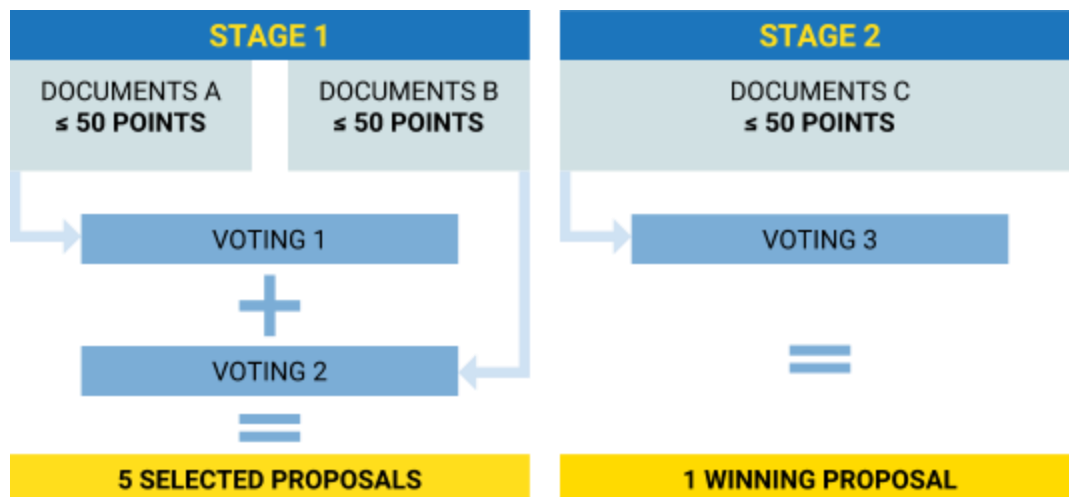 STAGE 1
DOCUMENTS A
≤ 50 POINTS
DOCUMENTS B
≤ 50 POINTS
VOTING 1
+
VOTING 2
=
5 SELECTED PROPOSALS
STAGE 2
DOCUMENTS C
≤ 50 POINTS
VOTING 3
=
1 WINNING PROPOSAL